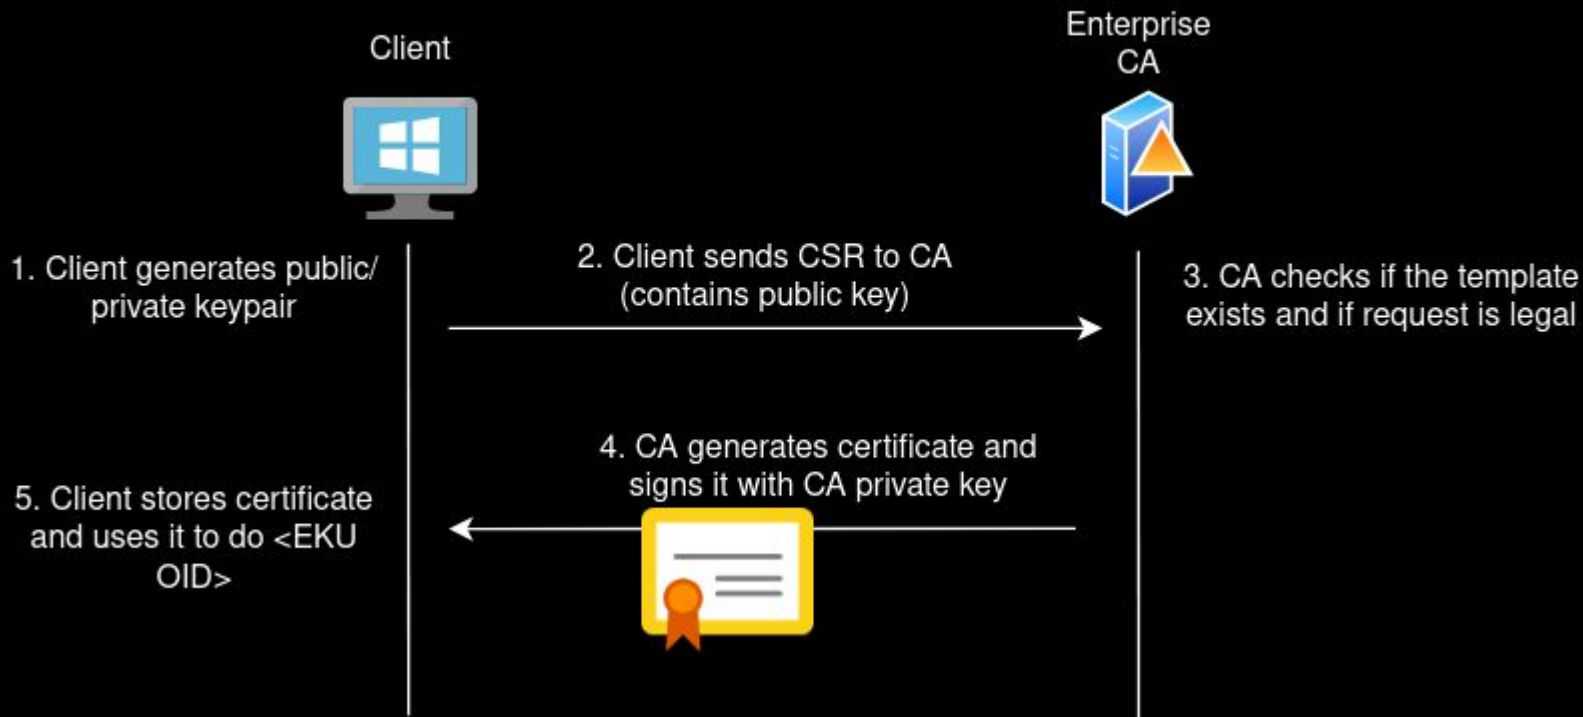 Client
Enterprise
CA
1. Client generates public/
private keypair
2. Client sends CSR to CA
(contains public key)
3. CA checks if the template
exists and if request is legal
4. CA generates certificate and
signs it with CA private key
5. Client stores certificate
and uses it to do <EKU
OID>